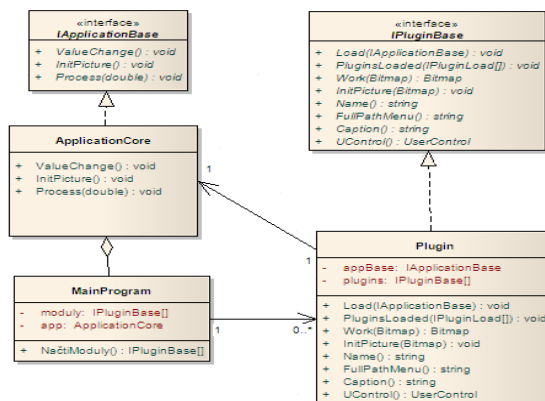 «interface»
IApplicationBase
+ ValueChange() : void
+ InitPicture() : void
+ Process(double) : void
«interface»
IPluginBase
+ Load(IApplicationBase) : void
+ PluginsLoaded(IPluginLoad[]) : void
+ Work(Bitmap) : Bitmap
+ InitPicture(Bitmap) : void
+ Name() : string
+ FullPathMenu() : string
+ Caption() : string
+ UControl() : UserControl
ApplicationCore
+ ValueChange() : void
+ InitPicture() : void
+ Process(double) : void
1
1
Plugin
- appBase: IApplicationBase
- plugins: IPluginBase[]
+ Load(IApplicationBase) : void
+ PluginsLoaded(IPluginLoad[]) : void
+ Work(Bitmap) : Bitmap
+ InitPicture(Bitmap) : void
+ Name() : string
+ FullPathMenu() : string
+ Caption() : string
+ UControl() : UserControl
MainProgram
- moduly: IPluginBase[]
- app: ApplicationCore
+ NačtiModuly() : IPluginBase[]
1
0..*